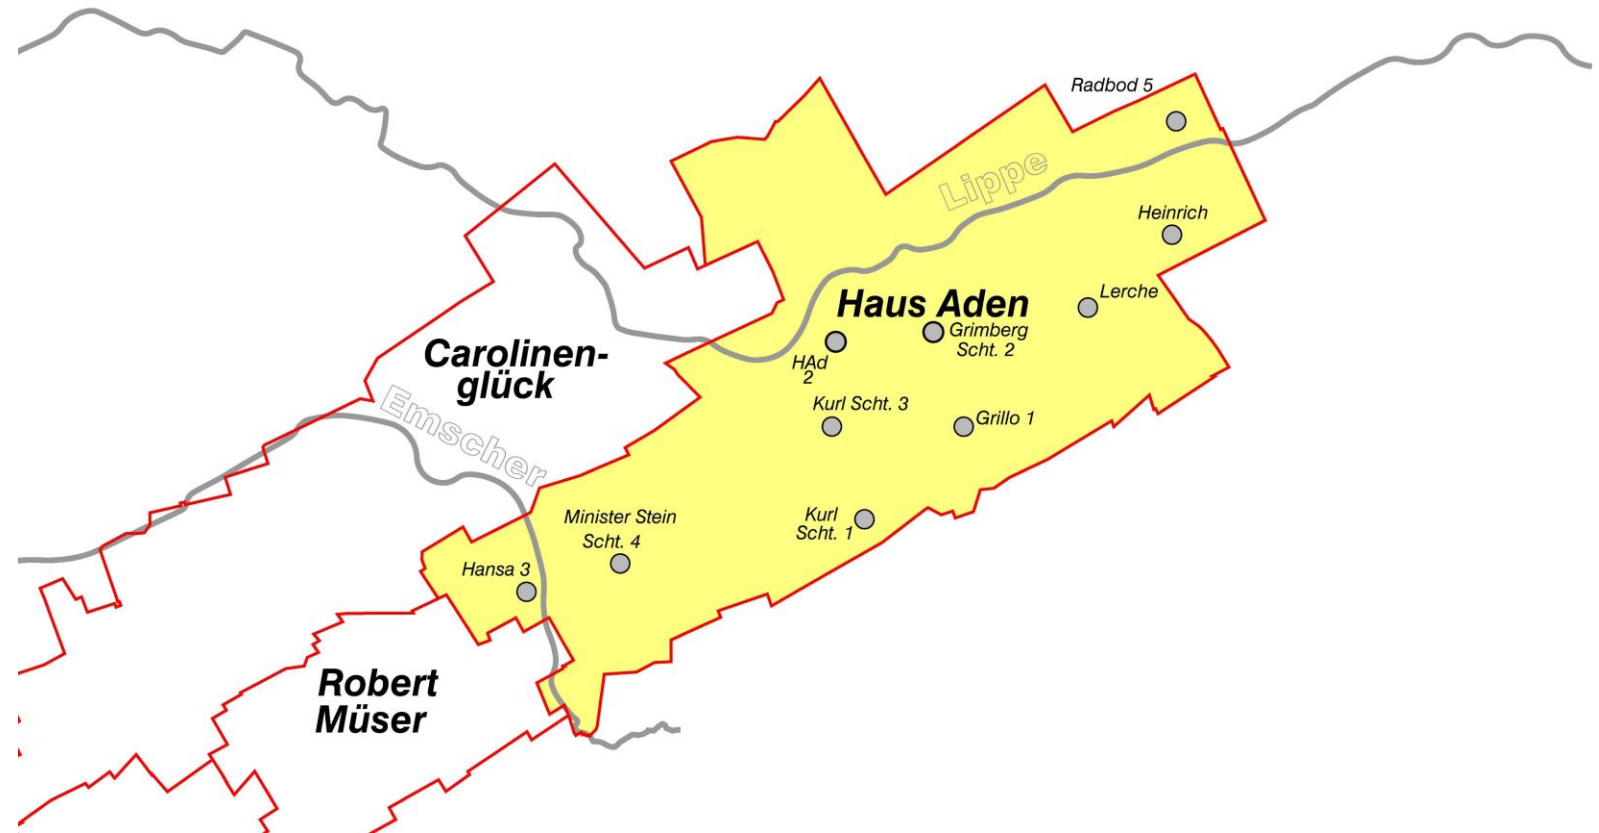 Radbod 5
Lippe
Heinrich
Lerche
Haus Aden
Grimberg
Scht. 2
HAd
2
Carolinen-
glück
Emscher
Kurl Scht. 3
Grillo 1
Minister Stein
Scht. 4
Kurl
Scht. 1
Hansa 3
Robert
Müser